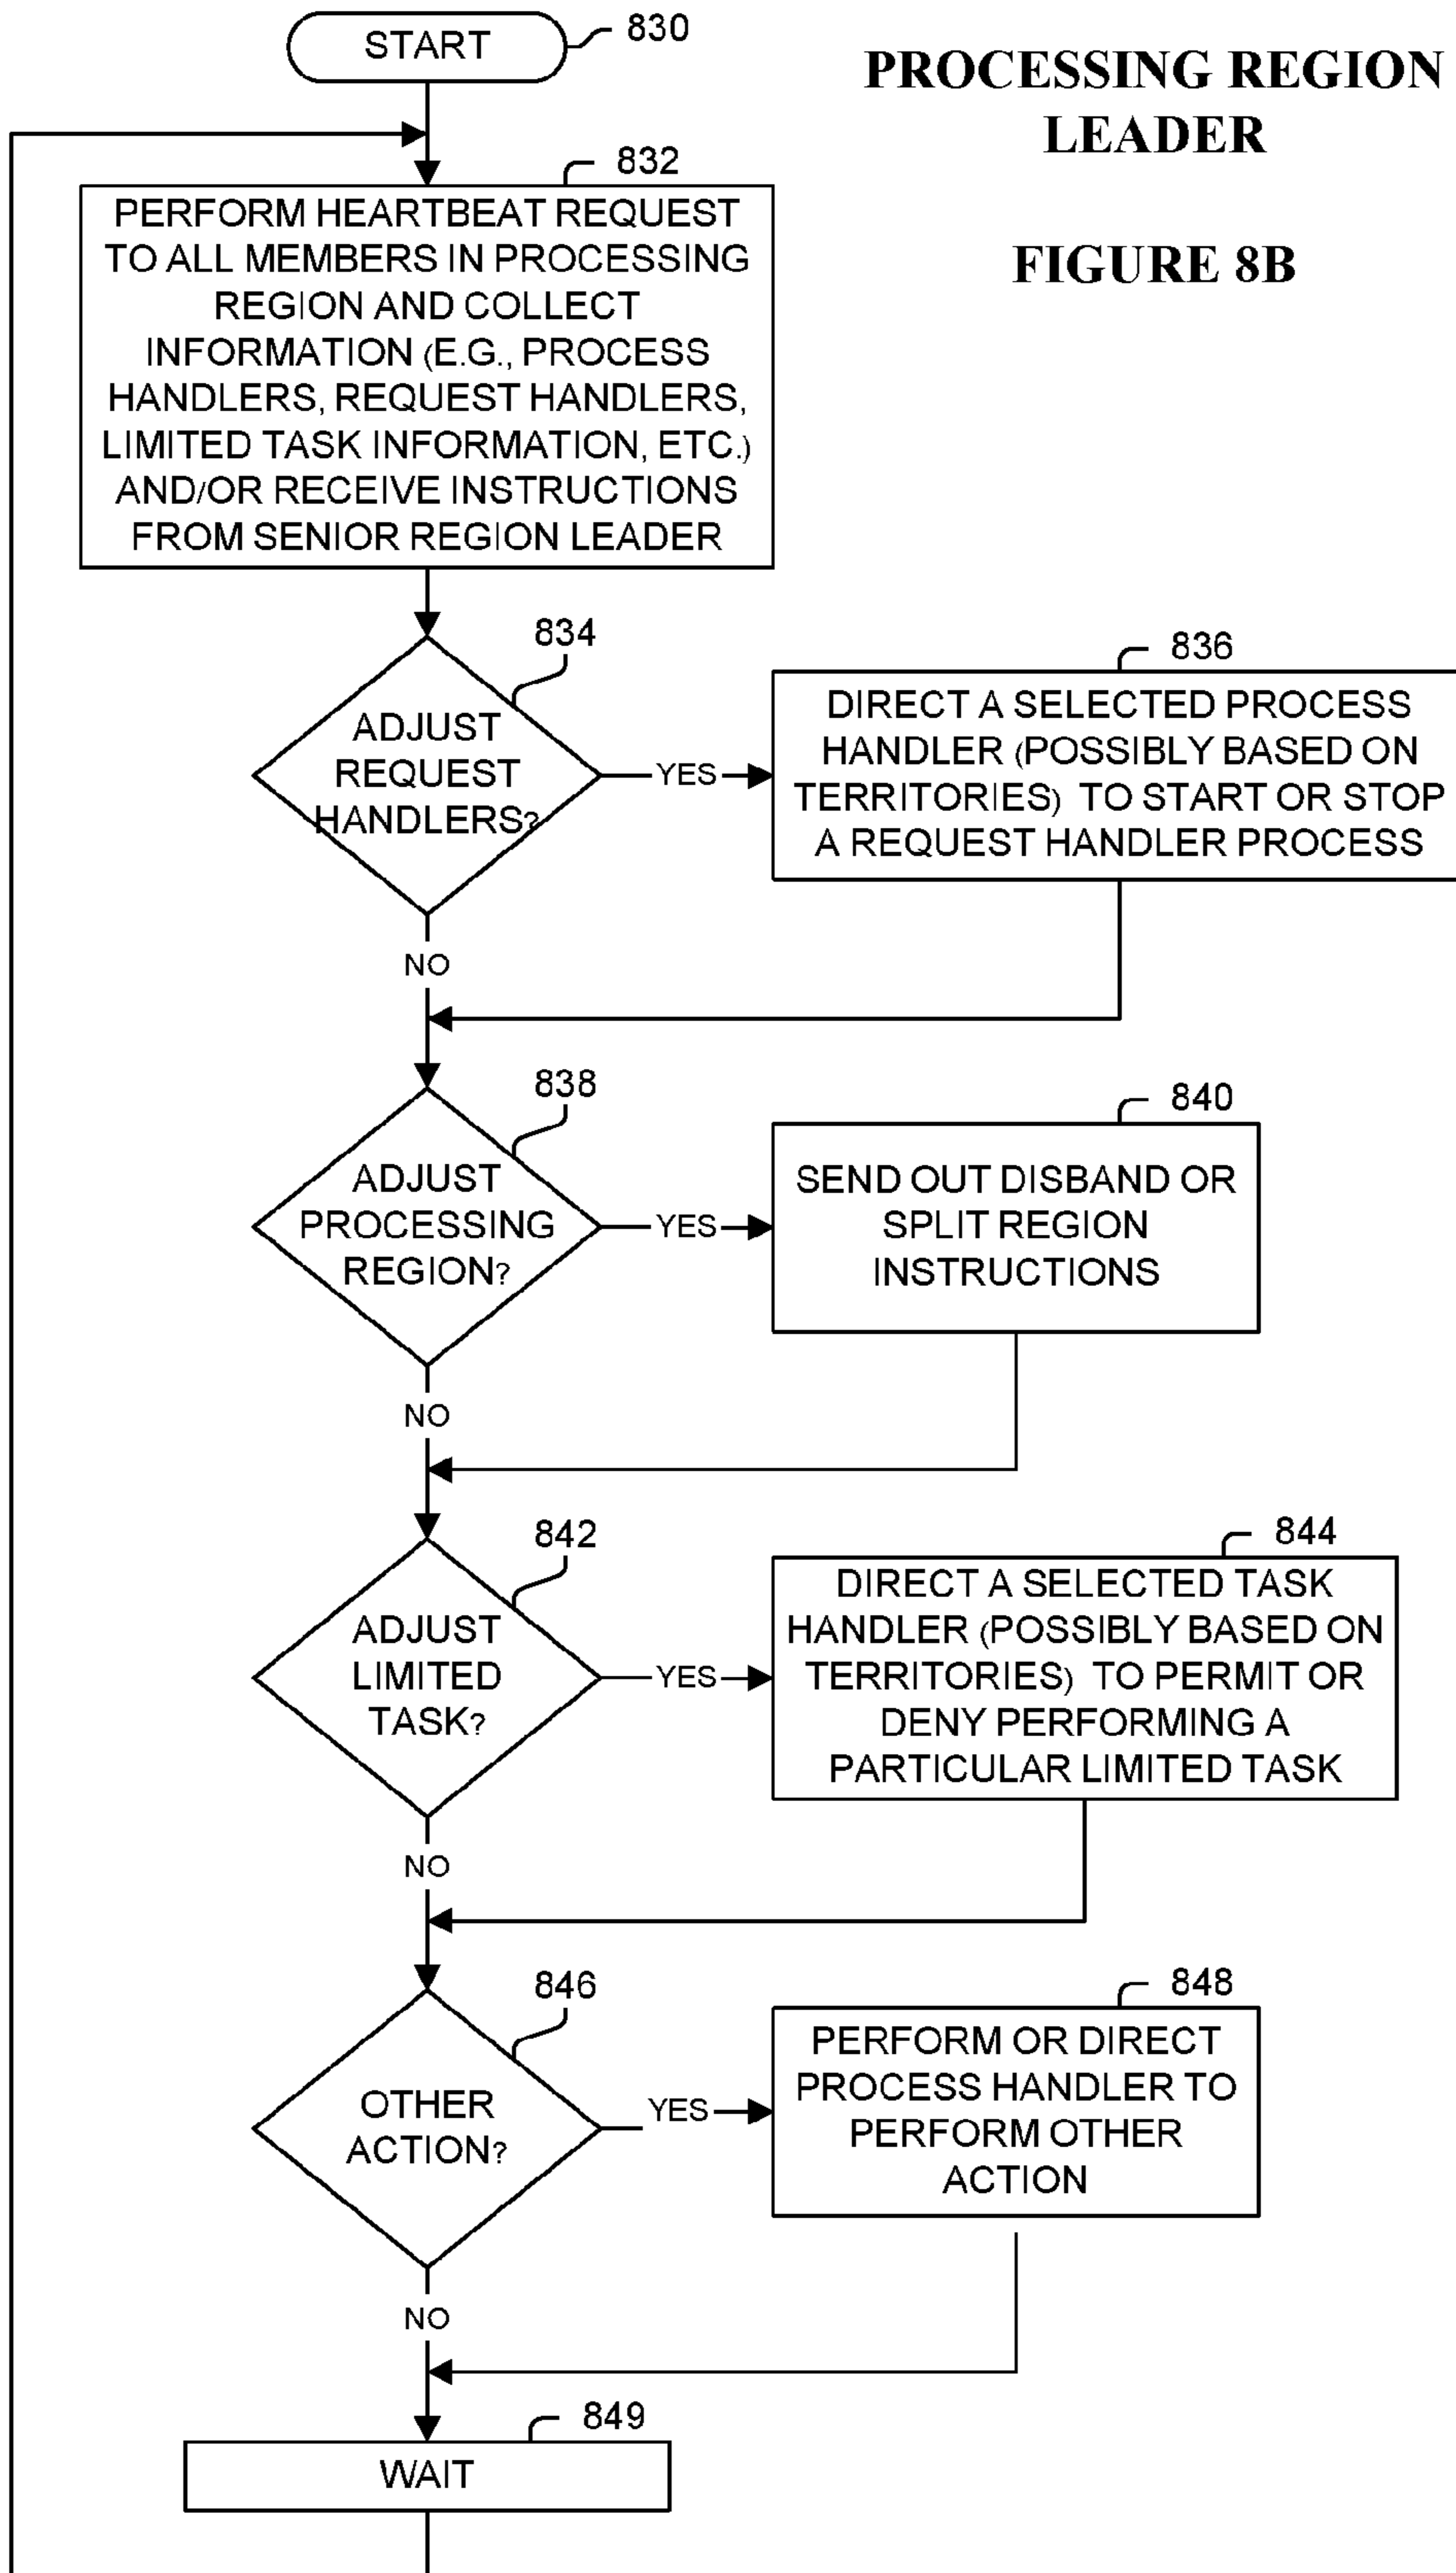 START
830
PROCESSING REGION
LEADER
FIGURE 8B
832
PERFORM HEARTBEAT REQUEST
TO ALL MEMBERS IN PROCESSING
REGION AND COLLECT
INFORMATION (E.G., PROCESS
HANDLERS, REQUEST HANDLERS,
LIMITED TASK INFORMATION, ETC.)
AND/OR RECEIVE INSTRUCTIONS
FROM SENIOR REGION LEADER
834
ADJUST
REQUEST
HANDLERS?
YES
836
DIRECT A SELECTED PROCESS
HANDLER (POSSIBLY BASED ON
TERRITORIES) TO START OR STOP
A REQUEST HANDLER PROCESS
NO
838
ADJUST
PROCESSING
REGION?
YES
840
SEND OUT DISBAND OR
SPLIT REGION
INSTRUCTIONS
NO
842
ADJUST
LIMITED
TASK?
YES
844
DIRECT A SELECTED TASK
HANDLER (POSSIBLY BASED ON
TERRITORIES) TO PERMIT OR
DENY PERFORMING A
PARTICULAR LIMITED TASK
NO
846
OTHER
ACTION?
YES
848
PERFORM OR DIRECT
PROCESS HANDLER TO
PERFORM OTHER
ACTION
NO
849
WAIT